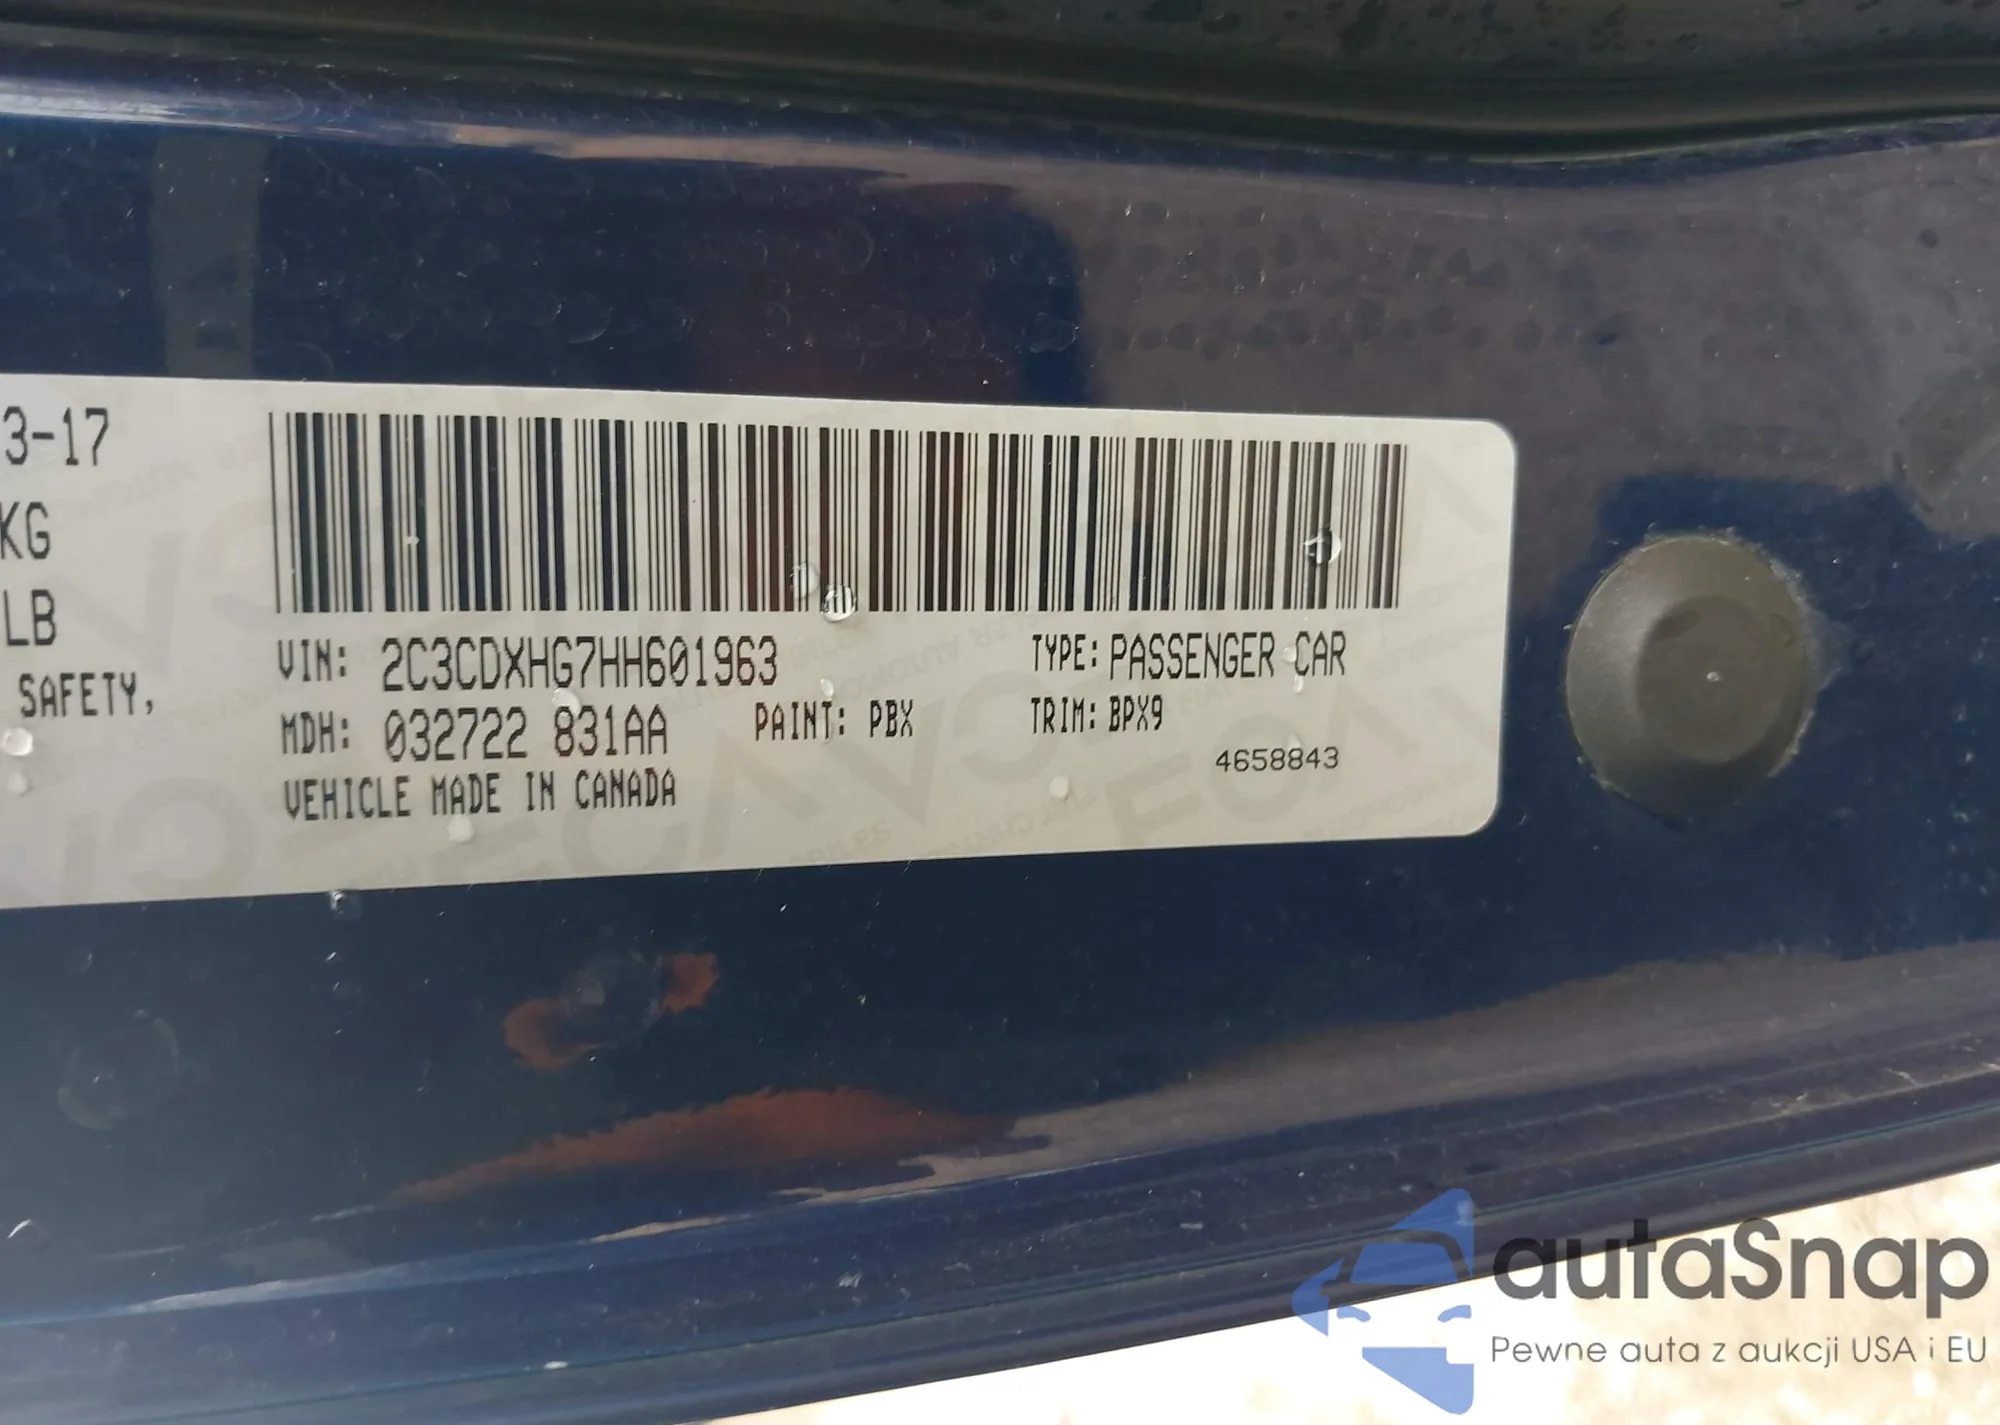 3-17
KG
LB
SAFETY,
VIN: 2C3CDXHG7HH601963
TYPE: PASSENGER CAR
MDH: 032722 831AA
PAINT: PBX
TRIM: BPX9
VEHICLE MADE IN CANADA
4658843
autaSnap
Pewne auta z aukcji USA i EU